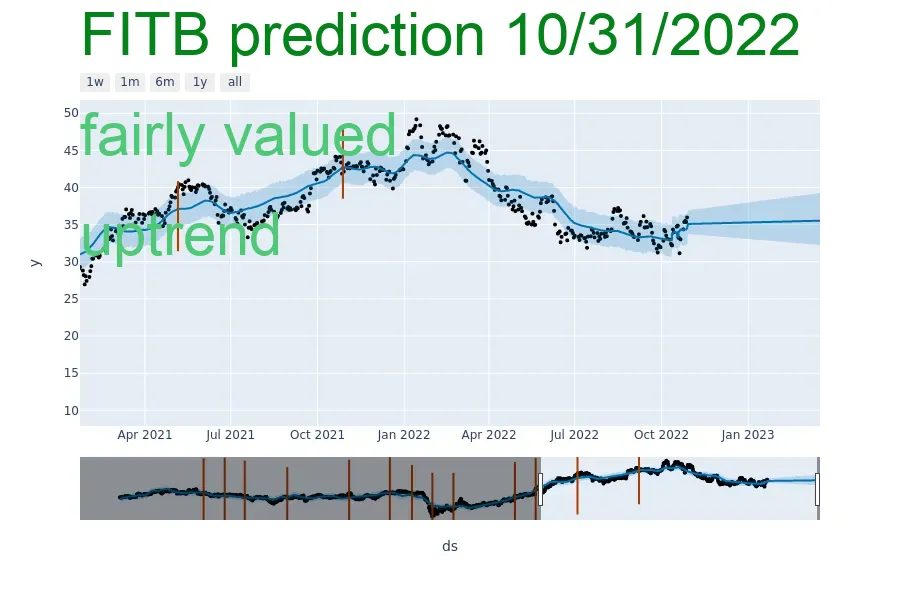 FITB prediction 10/31/2022
1w 1m 6m 1y all
fairly valued
uptrend
50
45
40
35
30
25
20
15
10
y
Apr 2021 Jul 2021 Oct 2021 Jan 2022 Apr 2022 Jul 2022 Oct 2022 Jan 2023
ds